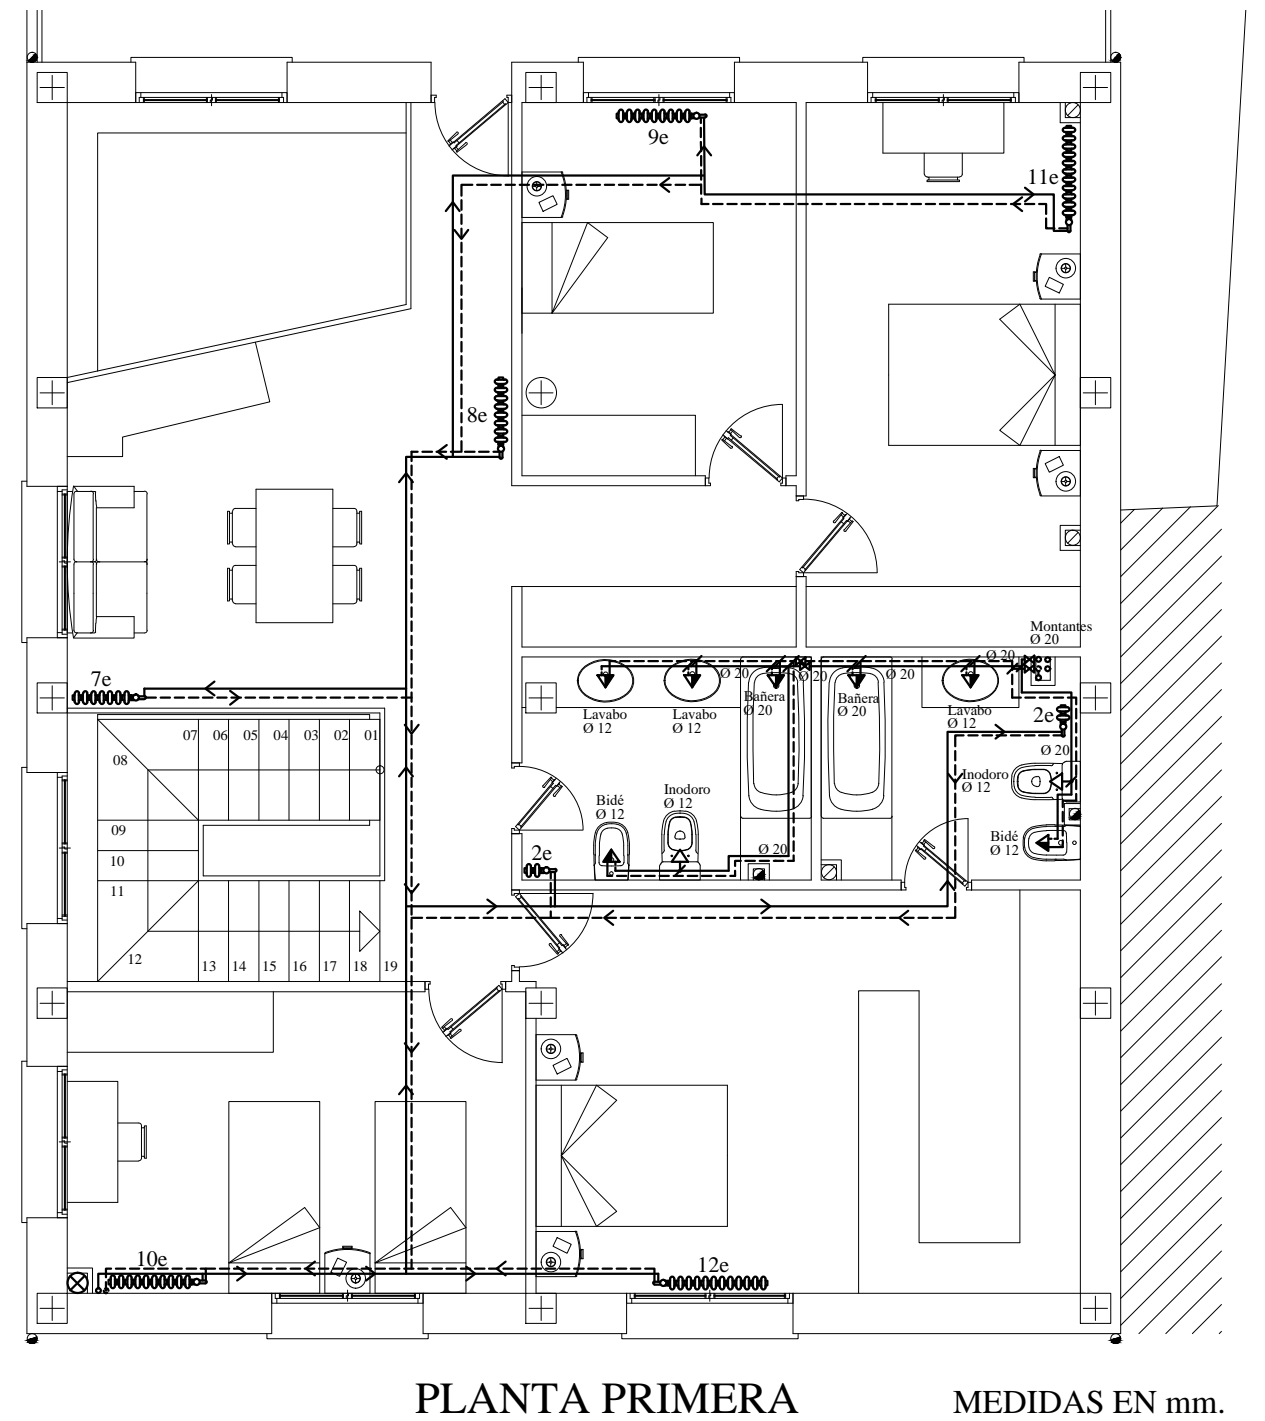 9e
11e
8e
Montantes
Ø 20
Ø 20
7e
Ø 20
Ø 20
Ø 20
Bañera
Ø 20
Bañera
Ø 20
Lavabo
Ø 12
Lavabo
Ø 12
Lavabo
Ø 12
2e
07
06
05
04
03
02
01
08
Ø 20
Inodoro
Ø 12
Inodoro
Ø 12
Bidé
Ø 12
09
Bidé
Ø 12
Ø 20
2e
10
11
12
13
14
15
16
17
18
19
10e
12e
PLANTA PRIMERA
MEDIDAS EN mm.